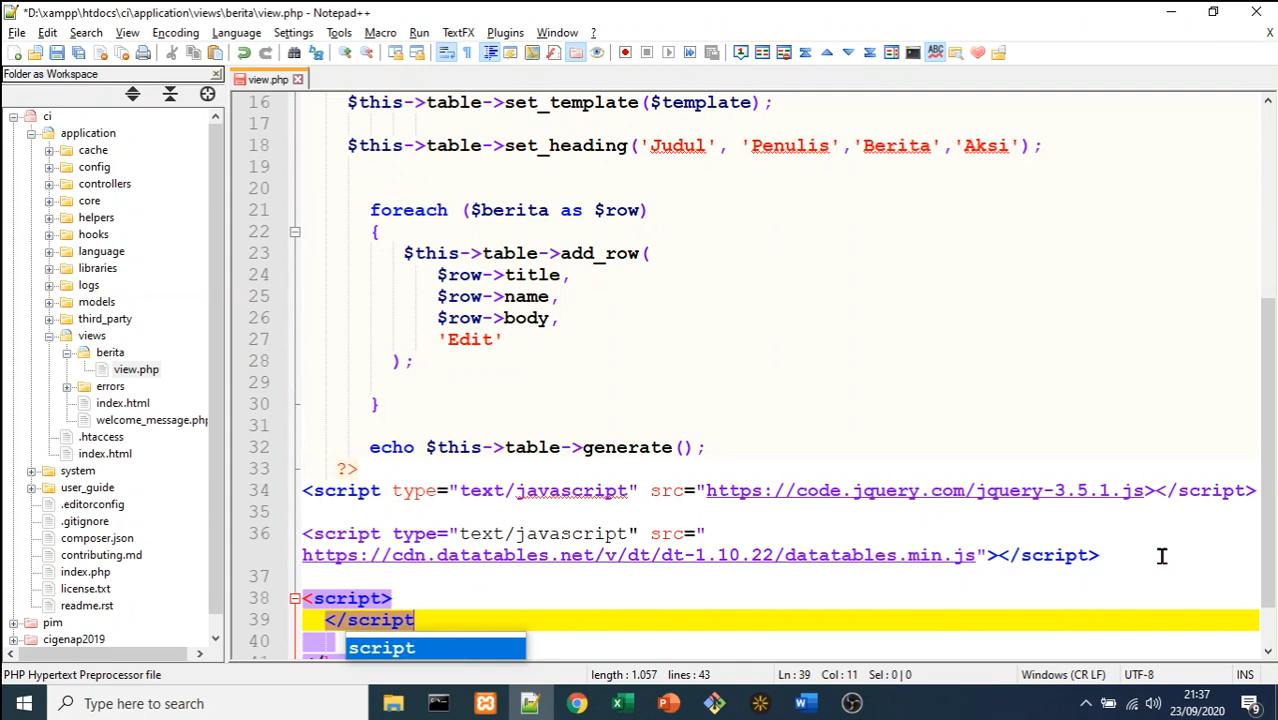 *D:\xampp\htdocs\ci\application\views\berita\view.php - Notepad++
File Edit Search View Encoding Language Settings Tools Macro Run TextFX Plugins Window ? X
Folder as Workspace
view.php
ci
application
cache
config
controllers
core
helpers
hooks
language
libraries
logs
models
third_party
views
berita
view.php
errors
index.html
welcome_message.php
.htaccess
index.html
system
user_guide
.editorconfig
.gitignore
composer.json
contributing.md
index.php
license.txt
readme.rst
pim
cigenap2019
16 $this->table->set_template($template);
17
18 $this->table->set_heading('Judul', 'Penulis','Berita','Aksi');
19
20
21 foreach ($berita as $row)
22 {
23 $this->table->add_row(
24 $row->title,
25 $row->name,
26 $row->body,
27 'Edit'
28 );
29
30 }
31
32 echo $this->table->generate();
33 ?>
34 <script type="text/javascript" src="https://code.jquery.com/jquery-3.5.1.js></script>
35
36 <script type="text/javascript" src="
https://cdn.datatables.net/v/dt/dt-1.10.22/datatables.min.js"></script>
37
38 <script>
39 </script
40
script
PHP Hypertext Preprocessor file length : 1.057 lines : 43 Ln : 39 Col : 11 Sel : 0 | 0 Windows (CR LF) UTF-8 INS
Type here to search
21:37
23/09/2020
9